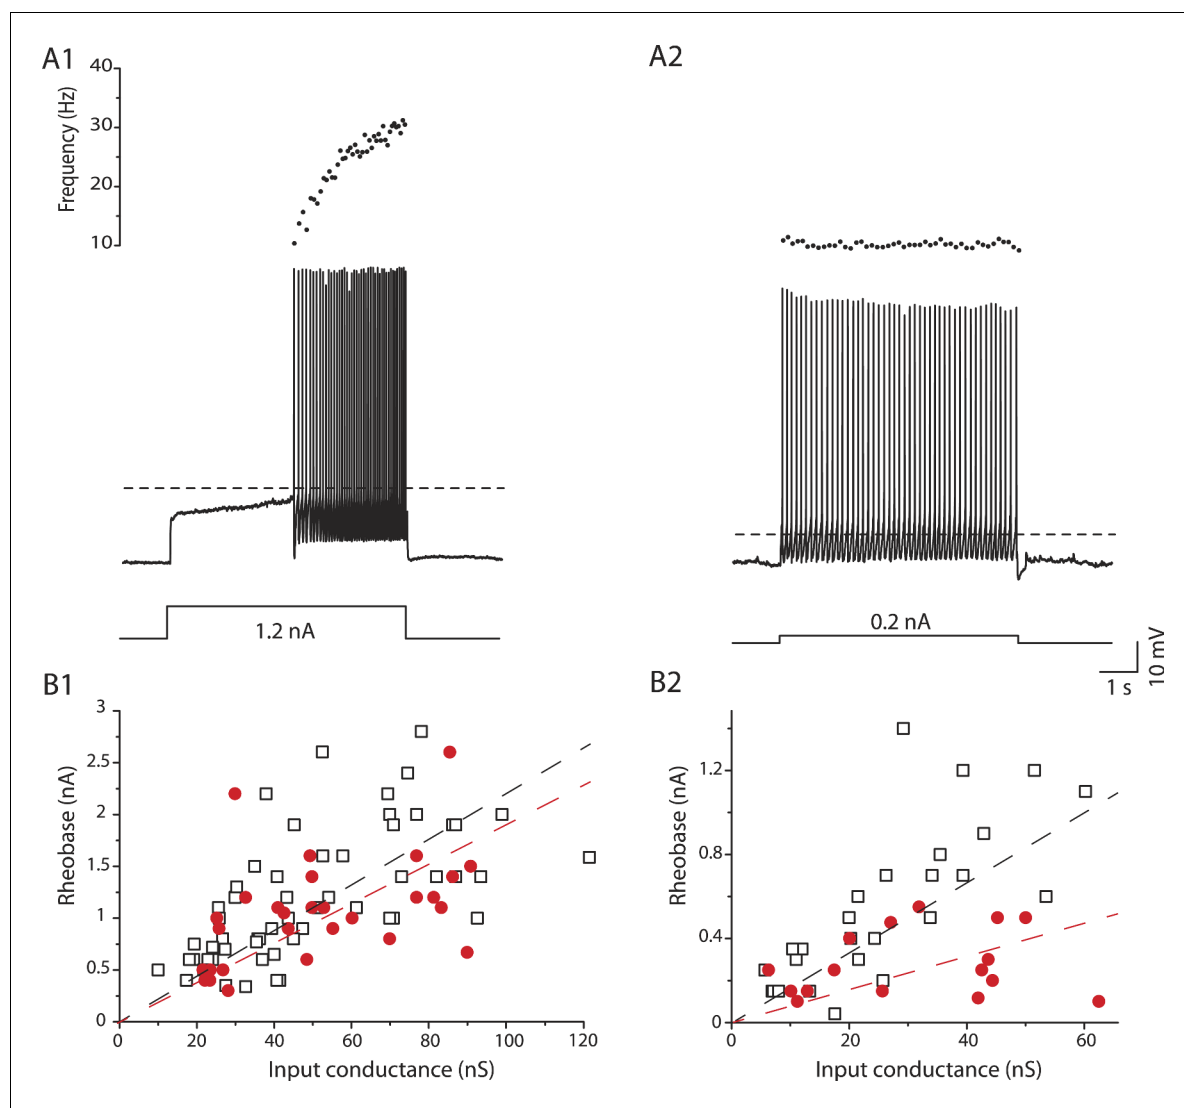 A1
A2
40
30
20
10
Frequency (Hz)
1.2 nA
0.2 nA
10 mV
1 s
B1
B2
3
2.5
2
1.5
1
0.5
0
Rheobase (nA)
0 20 40 60 80 100 120
Input conductance (nS)
1.2
0.8
0.4
0
Rheobase (nA)
0 20 40 60
Input conductance (nS)